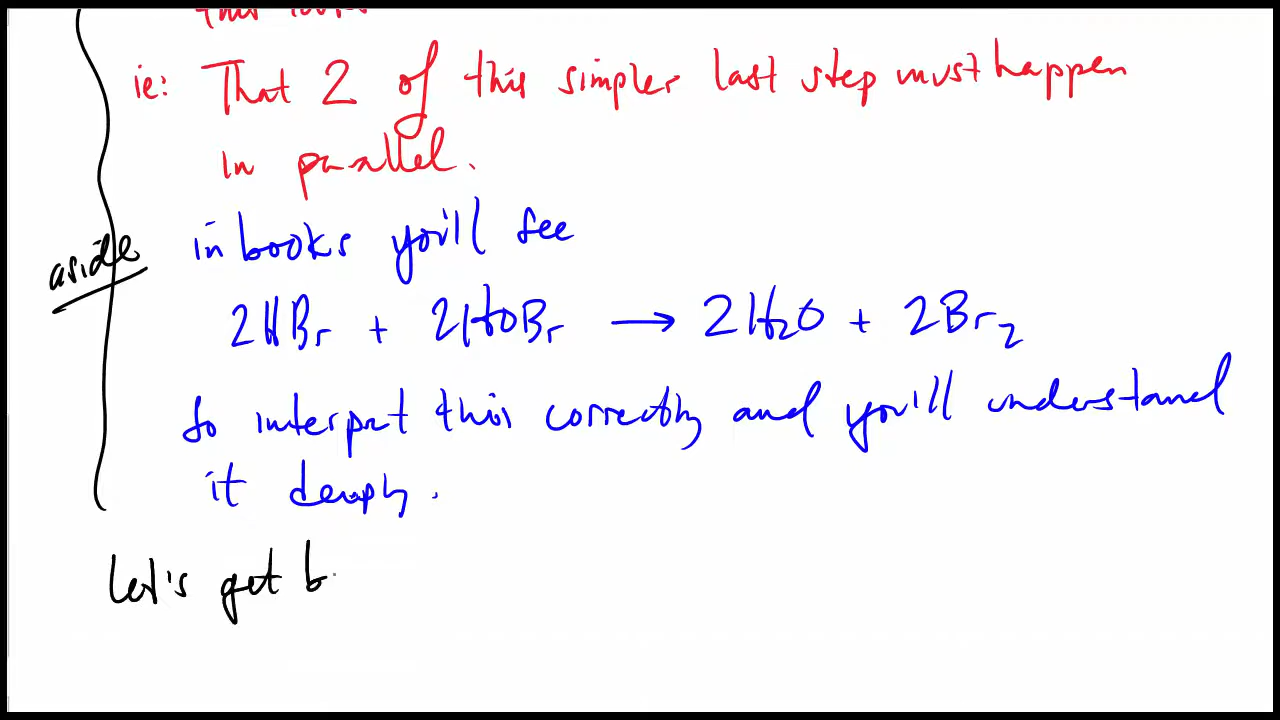 ie: That 2 of this simpler last step must happen
in parallel.
aside
in books you'll see
2HBr + 2HOBr → 2H₂O + 2Br₂
So interpret this correctly and you'll understand
it deeply.
Let's get b